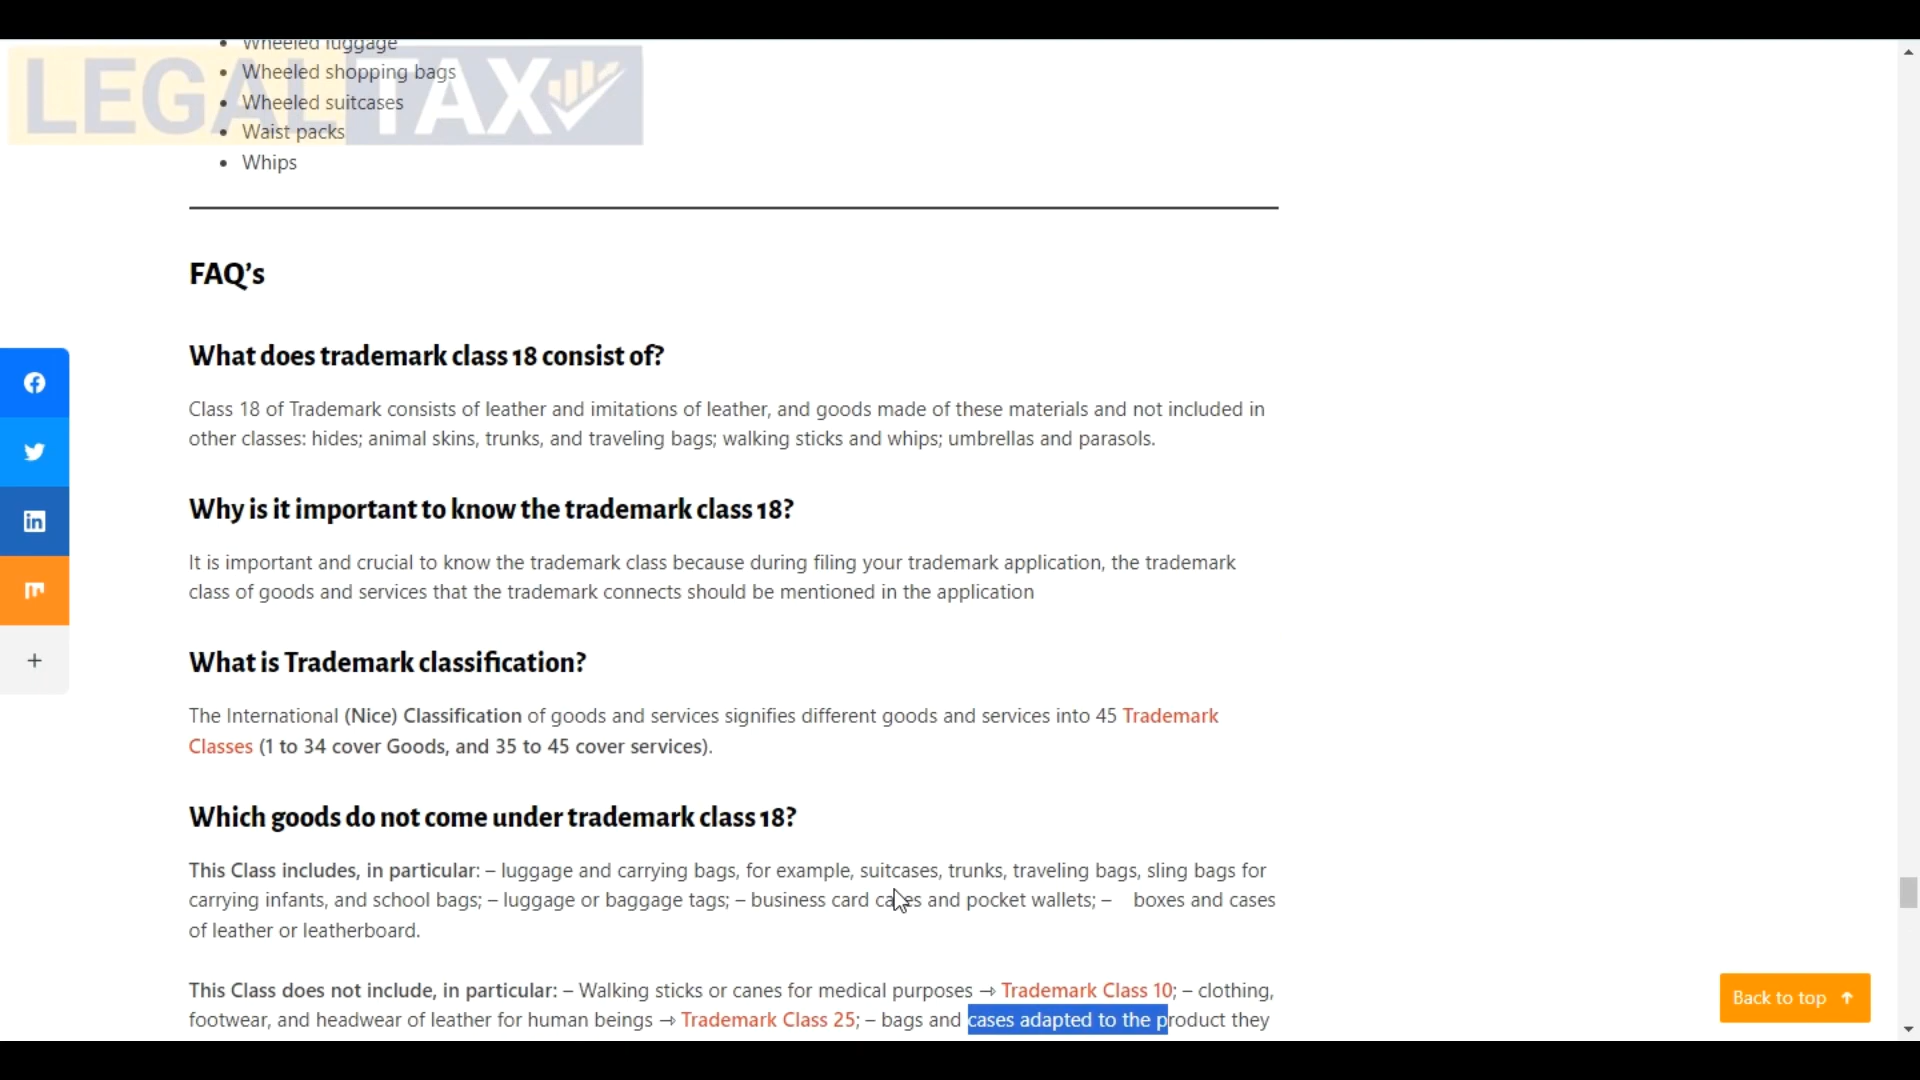 Wheeled luggage
LEGALTAX
Wheeled shopping bags
Wheeled suitcases
Waist packs
Whips
FAQ’s
What does trademark class 18 consist of?
Class 18 of Trademark consists of leather and imitations of leather, and goods made of these materials and not included in
other classes: hides; animal skins, trunks, and traveling bags; walking sticks and whips; umbrellas and parasols.
Why is it important to know the trademark class 18?
It is important and crucial to know the trademark class because during filing your trademark application, the trademark
class of goods and services that the trademark connects should be mentioned in the application
What is Trademark classification?
The International (Nice) Classification of goods and services signifies different goods and services into 45 Trademark
Classes (1 to 34 cover Goods, and 35 to 45 cover services).
Which goods do not come under trademark class 18?
This Class includes, in particular: – luggage and carrying bags, for example, suitcases, trunks, traveling bags, sling bags for
carrying infants, and school bags; – luggage or baggage tags; – business card cases and pocket wallets; – boxes and cases
of leather or leatherboard.
This Class does not include, in particular: – Walking sticks or canes for medical purposes → Trademark Class 10; – clothing,
footwear, and headwear of leather for human beings → Trademark Class 25; – bags and cases adapted to the product they
Back to top ↑